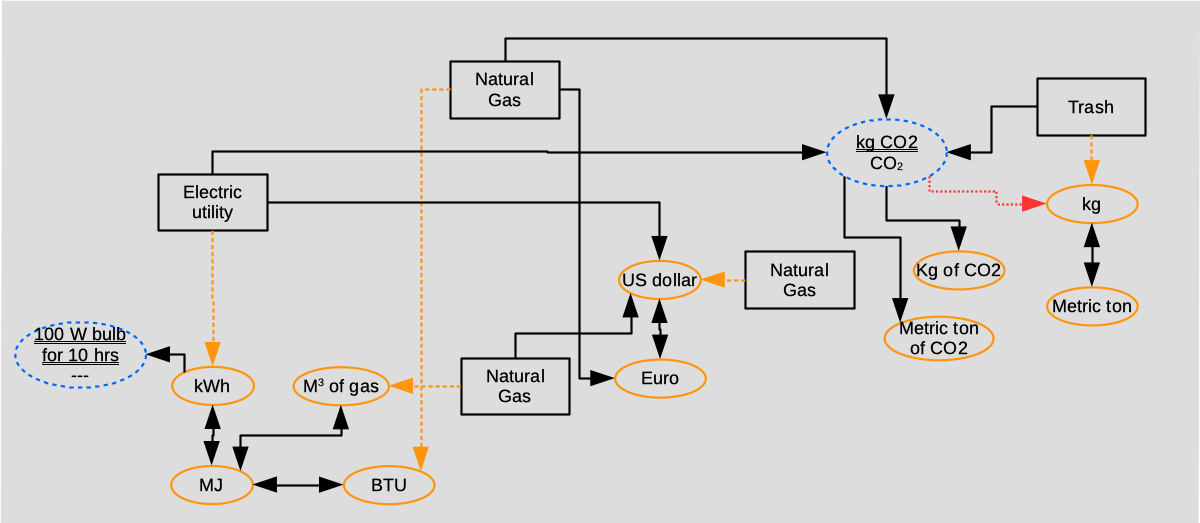 Natural
Gas
Trash
kg CO2
CO₂
Electric
utility
kg
Kg of CO2
US dollar
Natural
Gas
Metric ton
Metric ton
of CO2
100 W bulb
for 10 hrs
---
kWh
M³ of gas
Natural
Gas
Euro
MJ
BTU